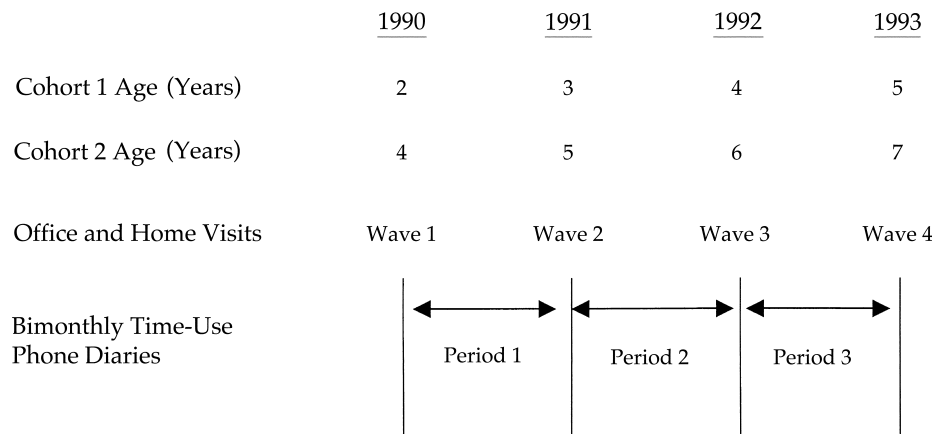 1990 1991 1992 1993
Cohort 1 Age (Years) 2 3 4 5
Cohort 2 Age (Years) 4 5 6 7
Office and Home Visits Wave 1 Wave 2 Wave 3 Wave 4
Bimonthly Time-Use
Phone Diaries
Period 1 Period 2 Period 3